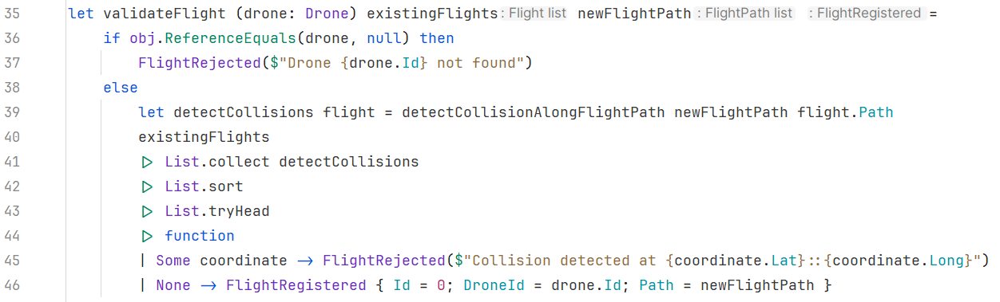 35 let validateFlight (drone: Drone) existingFlights : Flight list newFlightPath : FlightPath list : FlightRegistered =
36 if obj.ReferenceEquals(drone, null) then
37 FlightRejected($"Drone {drone.Id} not found")
38 else
39 let detectCollisions flight = detectCollisionAlongFlightPath newFlightPath flight.Path
40 existingFlights
41 |> List.collect detectCollisions
42 |> List.sort
43 |> List.tryHead
44 |> function
45 | Some coordinate -> FlightRejected($"Collision detected at {coordinate.Lat}::{coordinate.Long}")
46 | None -> FlightRegistered { Id = 0; DroneId = drone.Id; Path = newFlightPath }